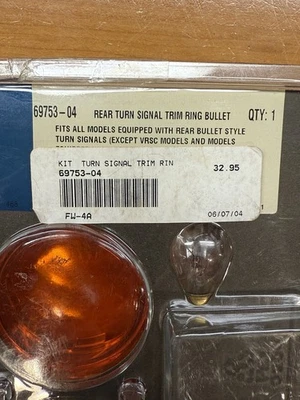 69753-04 REAR TURN SIGNAL TRIM RING BULLET QTY: 1
FITS ALL MODELS EQUIPPED WITH REAR BULLET STYLE
TURN SIGNALS (EXCEPT VRSC MODELS AND MODELS
KIT TURN SIGNAL TRIM RIN 32.95
69753-04
FW-4A 06/07/04